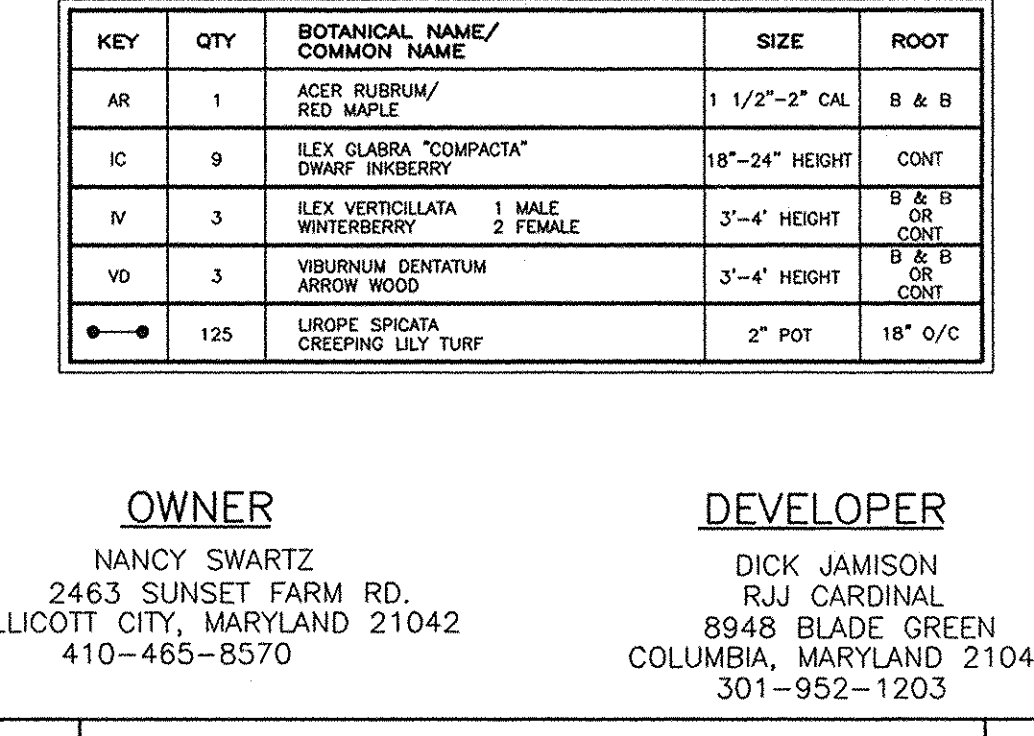 KEY QTY BOTANICAL NAME/ COMMON NAME SIZE ROOT
AR 1 ACER RUBRUM/ RED MAPLE 1 1/2"-2" CAL B & B
IC 9 ILEX GLABRA "COMPACTA" DWARF INKBERRY 18"-24" HEIGHT CONT
IV 3 ILEX VERTICILLATA 1 MALE WINTERBERRY 2 FEMALE 3'-4' HEIGHT B & B OR CONT
VD 3 VIBURNUM DENTATUM ARROW WOOD 3'-4' HEIGHT B & B OR CONT
125 LIROPE SPICATA CREEPING LILY TURF 2" POT 18" O/C
OWNER
NANCY SWARTZ
2463 SUNSET FARM RD.
LLICOTT CITY, MARYLAND 21042
410-465-8570
DEVELOPER
DICK JAMISON
RJJ CARDINAL
8948 BLADE GREEN
COLUMBIA, MARYLAND 2104
301-952-1203